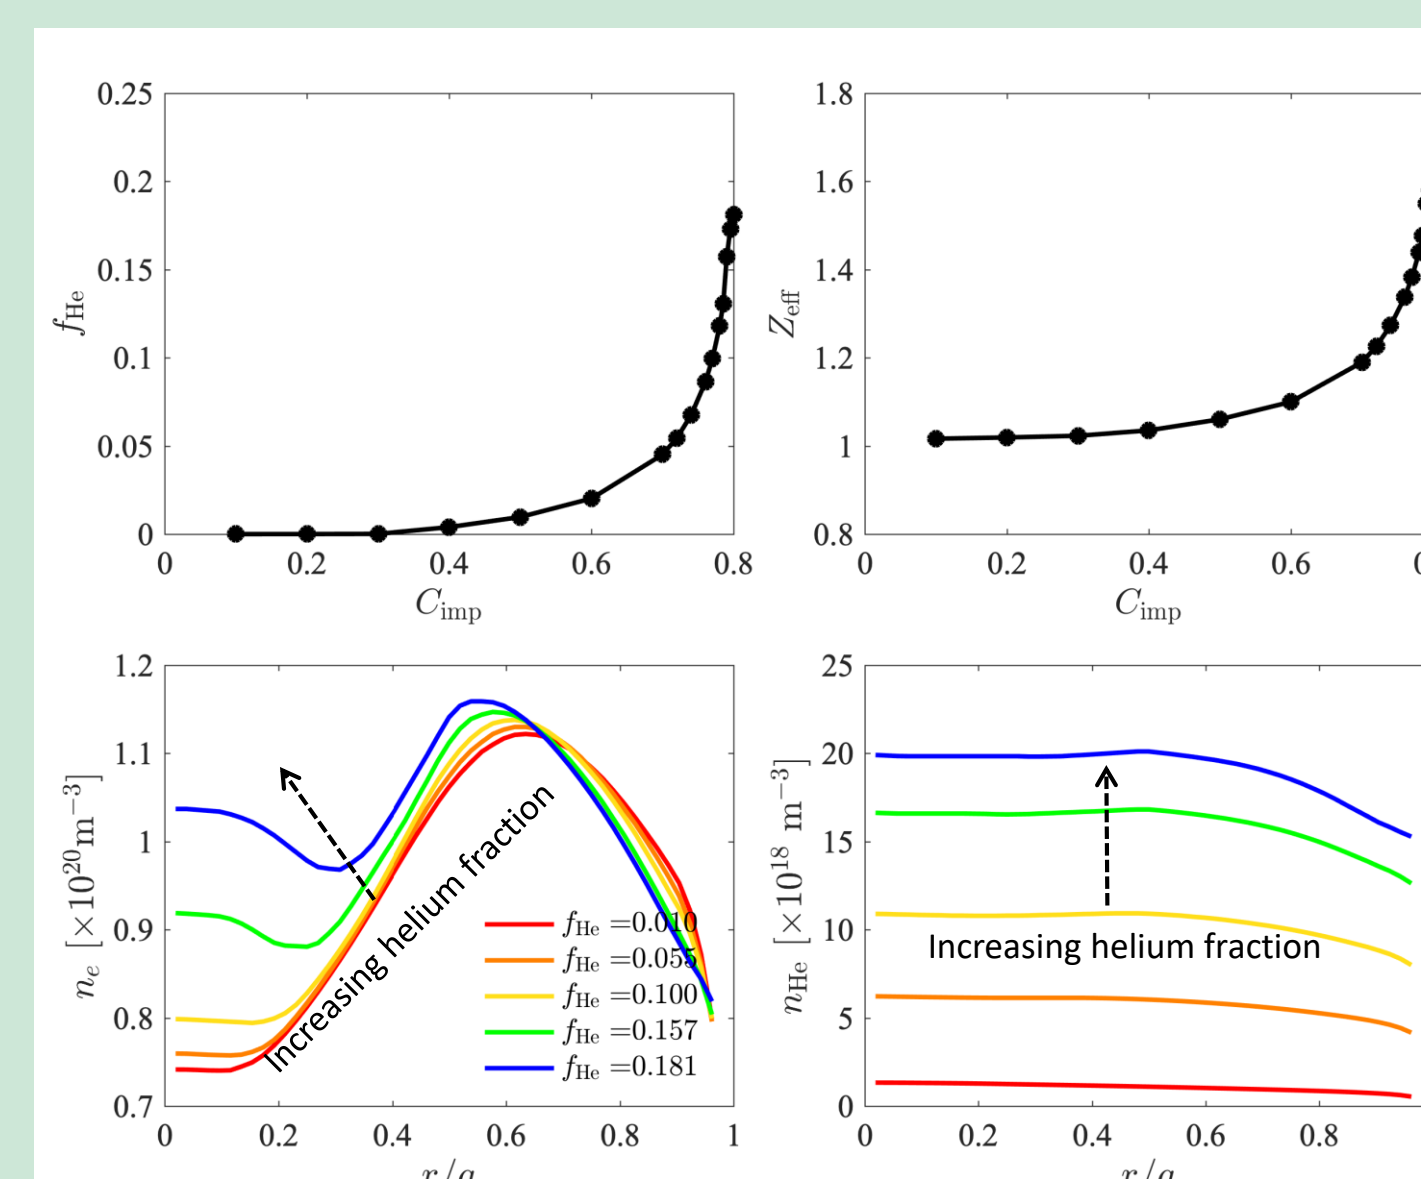 0.25
0.2
0.15
0.1
0.05
0
f_He
0 0.2 0.4 0.6 0.8
C_imp
1.8
1.6
1.4
1.2
1
0.8
Z_eff
0 0.2 0.4 0.6
C_imp
1.2
1.1
1
0.9
0.8
0.7
n_e [×10^20 m^−3]
Increasing helium fraction
f_He =0.010
f_He =0.055
f_He =0.100
f_He =0.157
f_He =0.181
0 0.2 0.4 0.6 0.8 1
r/a
25
20
15
10
5
0
n_He [×10^18 m^−3]
Increasing helium fraction
0 0.2 0.4 0.6 0.8
r/a